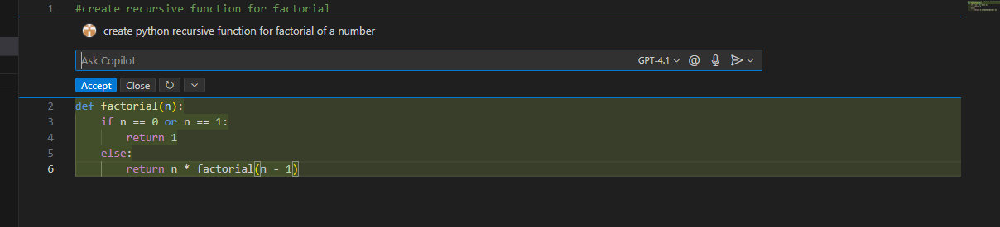 1 #create recursive function for factorial
create python recursive function for factorial of a number
Ask Copilot GPT-4.1 @
Accept Close
2 def factorial(n):
3     if n == 0 or n == 1:
4         return 1
5     else:
6         return n * factorial(n - 1)